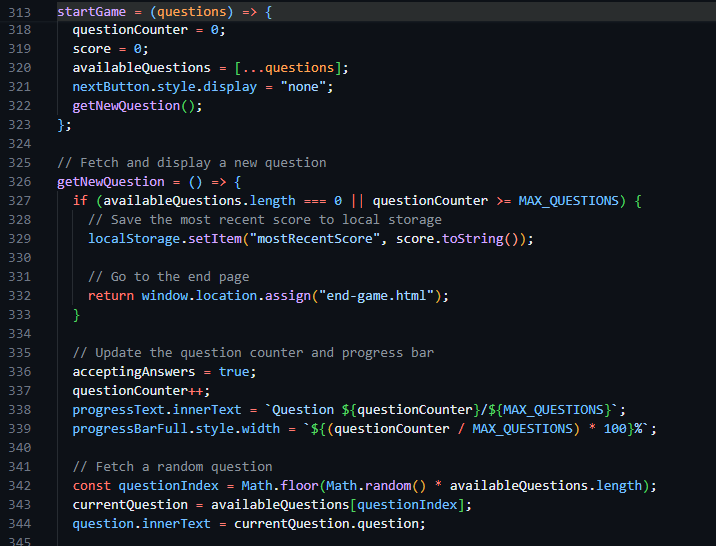 313 startGame = (questions) => {
318   questionCounter = 0;
319   score = 0;
320   availableQuestions = [...questions];
321   nextButton.style.display = "none";
322   getNewQuestion();
323 };
324
325 // Fetch and display a new question
326 getNewQuestion = () => {
327   if (availableQuestions.length === 0 || questionCounter >= MAX_QUESTIONS) {
328     // Save the most recent score to local storage
329     localStorage.setItem("mostRecentScore", score.toString());
330
331     // Go to the end page
332     return window.location.assign("end-game.html");
333   }
334
335   // Update the question counter and progress bar
336   acceptingAnswers = true;
337   questionCounter++;
338   progressText.innerText = `Question ${questionCounter}/${MAX_QUESTIONS}`;
339   progressBarFull.style.width = `${(questionCounter / MAX_QUESTIONS) * 100}%`;
340
341   // Fetch a random question
342   const questionIndex = Math.floor(Math.random() * availableQuestions.length);
343   currentQuestion = availableQuestions[questionIndex];
344   question.innerText = currentQuestion.question;
345